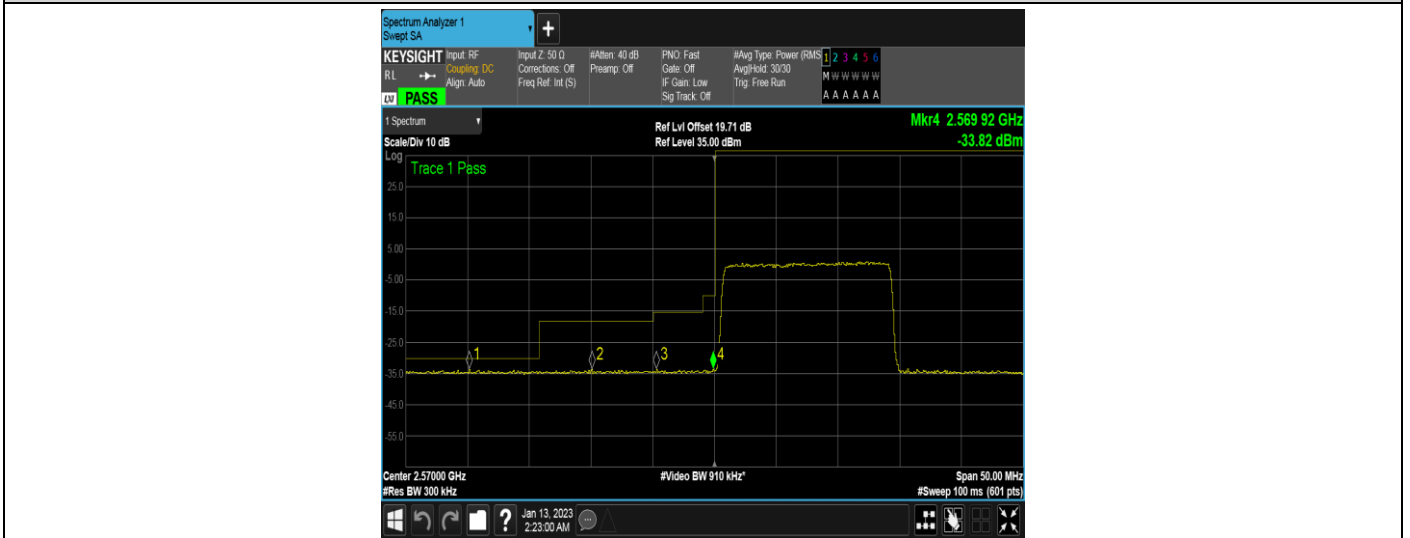 Spectrum Analyzer 1
Swept SA
+
KEYSIGHT Input: RF Input Z: 50 Ω #Atten: 40 dB PNO: Fast #Avg Type: Power (RMS 1 2 3 4 5 6
RL Coupling: DC Corrections: Off Preamp: Off Gate: Off Avg|Hold: 30/30 M W W W W W
Align: Auto Freq Ref: Int (S) IF Gain: Low Trig: Free Run
LXI PASS Sig Track: Off A A A A A A
1 Spectrum Ref Lvl Offset 19.71 dB Mkr4 2.569 92 GHz
Scale/Div 10 dB Ref Level 35.00 dBm -33.82 dBm
Log
Trace 1 Pass
25.0
15.0
5.00
-5.00
-15.0
-25.0
1 2 3 4
-35.0
-45.0
-55.0
Center 2.57000 GHz #Video BW 910 kHz* Span 50.00 MHz
#Res BW 300 kHz #Sweep 100 ms (601 pts)
? Jan 13, 2023
2:23:00 AM